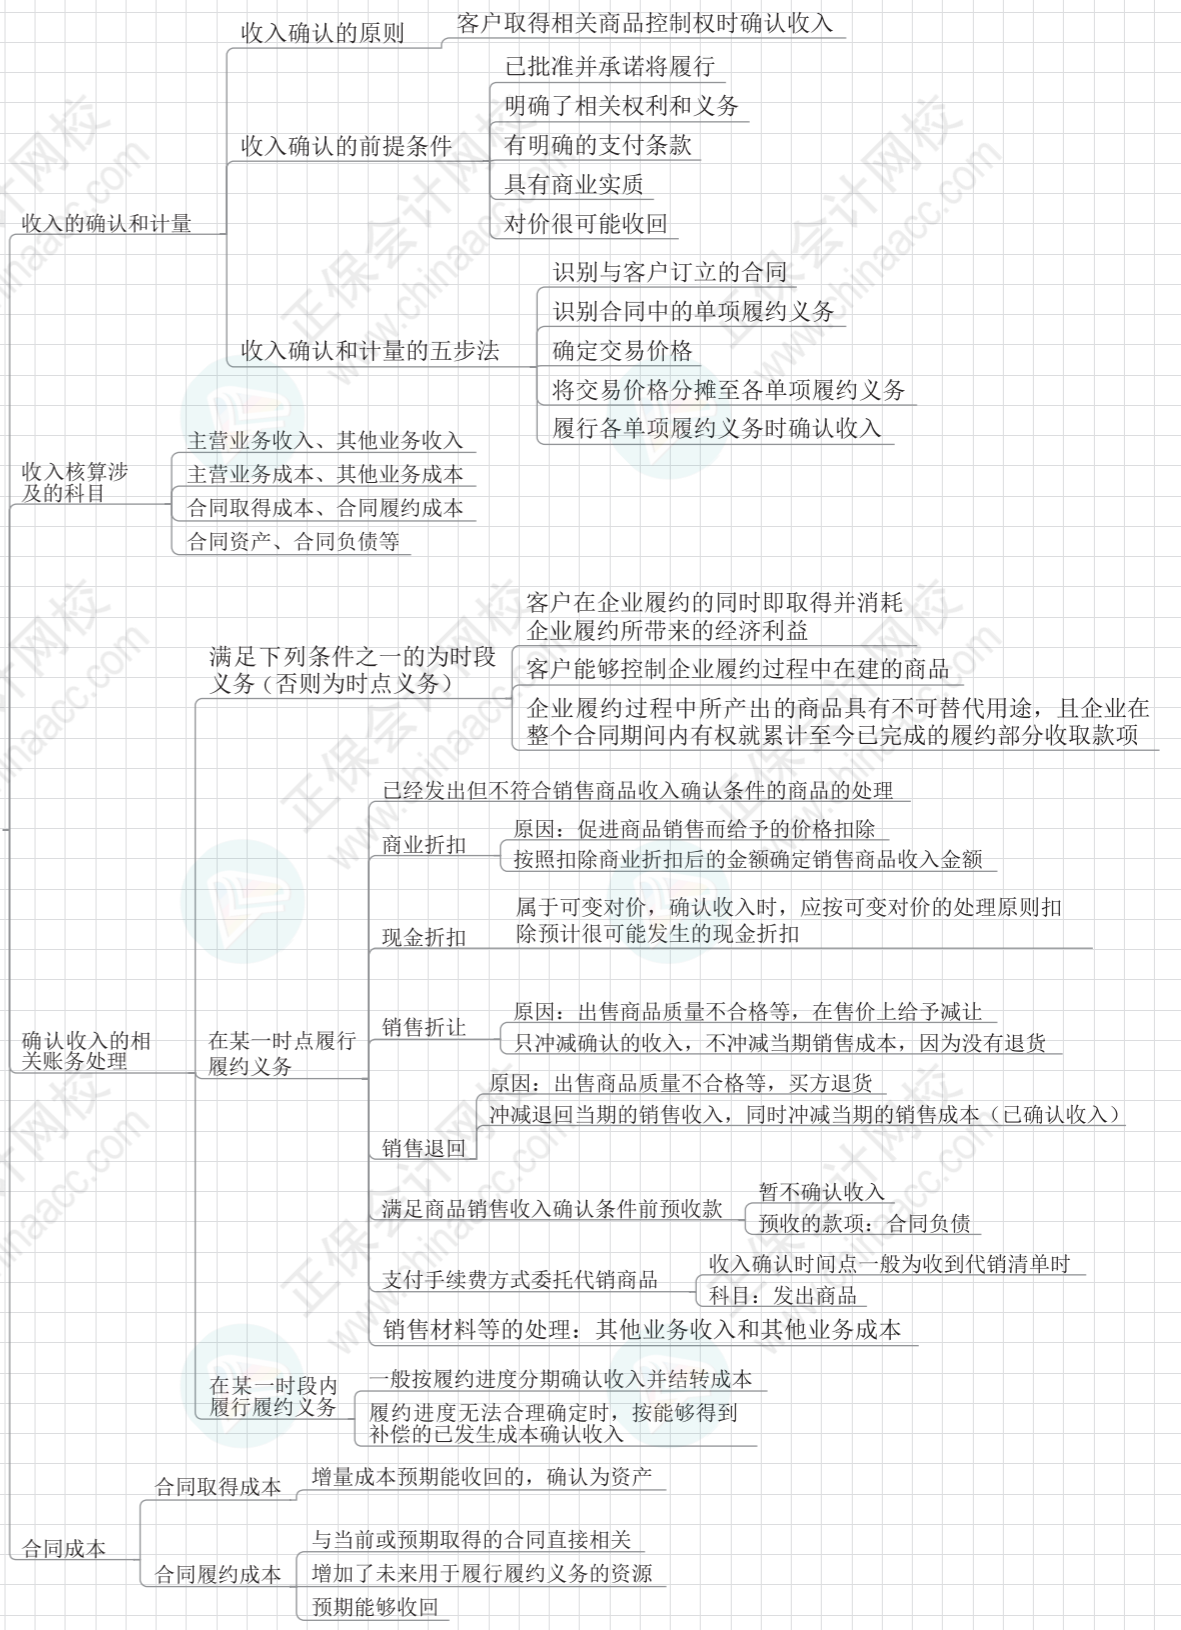 收入的确认和计量
收入确认的原则
客户取得相关商品控制权时确认收入
收入确认的前提条件
已批准并承诺将履行
明确了相关权利和义务
有明确的支付条款
具有商业实质
对价很可能收回
收入确认和计量的五步法
识别与客户订立的合同
识别合同中的单项履约义务
确定交易价格
将交易价格分摊至各单项履约义务
履行各单项履约义务时确认收入
收入核算涉
及的科目
主营业务收入、其他业务收入
主营业务成本、其他业务成本
合同取得成本、合同履约成本
合同资产、合同负债等
确认收入的相
关账务处理
满足下列条件之一的为时段
义务（否则为时点义务）
客户在企业履约的同时即取得并消耗
企业履约所带来的经济利益
客户能够控制企业履约过程中在建的商品
企业履约过程中所产出的商品具有不可替代用途，且企业在
整个合同期间内有权就累计至今已完成的履约部分收取款项
在某一时点履行
履约义务
已经发出但不符合销售商品收入确认条件的商品的处理
商业折扣
原因：促进商品销售而给予的价格扣除
按照扣除商业折扣后的金额确定销售商品收入金额
现金折扣
属于可变对价，确认收入时，应按可变对价的处理原则扣
除预计很可能发生的现金折扣
销售折让
原因：出售商品质量不合格等，在售价上给予减让
只冲减确认的收入，不冲减当期销售成本，因为没有退货
销售退回
原因：出售商品质量不合格等，买方退货
冲减退回当期的销售收入，同时冲减当期的销售成本（已确认收入）
满足商品销售收入确认条件前预收款
暂不确认收入
预收的款项：合同负债
支付手续费方式委托代销商品
收入确认时间点一般为收到代销清单时
科目：发出商品
销售材料等的处理：其他业务收入和其他业务成本
在某一时段内
履行履约义务
一般按履约进度分期确认收入并结转成本
履约进度无法合理确定时，按能够得到
补偿的已发生成本确认收入
合同成本
合同取得成本
增量成本预期能收回的，确认为资产
合同履约成本
与当前或预期取得的合同直接相关
增加了未来用于履行履约义务的资源
预期能够收回
正保会计网校
www.chinaacc.com